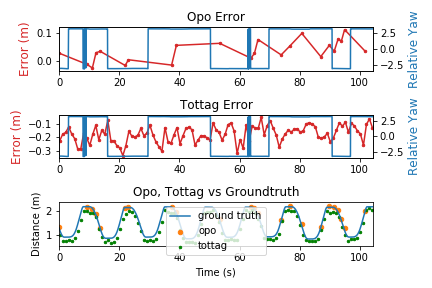 Opo Error
Error (m)
0.1
0.0
2.5
0.0
−2.5
Relative Yaw
0 20 40 60 80 100
Tottag Error
Error (m)
−0.1
−0.2
−0.3
2.5
0.0
−2.5
Relative Yaw
0 20 40 60 80 100
Opo, Tottag vs Groundtruth
Distance (m)
2
1
ground truth
opo
tottag
0 20 40 60 80 100
Time (s)